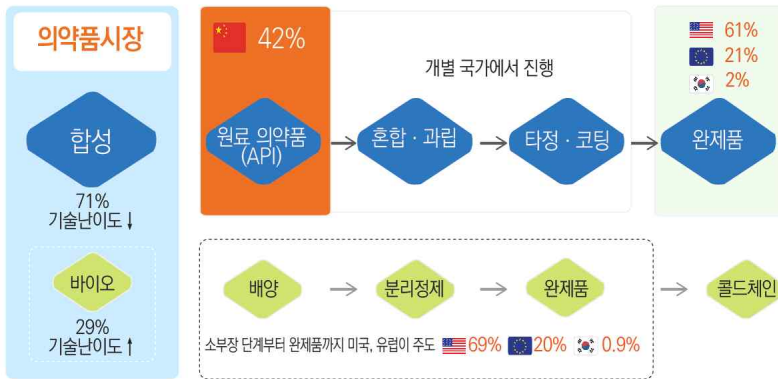 의약품시장
합성
71%
기술난이도↓
바이오
29%
기술난이도↑
42%
원료 의약품
(API)
개별 국가에서 진행
혼합·과립
타정·코팅
61%
21%
2%
완제품
배양
분리정제
완제품
콜드체인
소부장 단계부터 완제품까지 미국, 유럽이 주도 69% 20% 0.9%